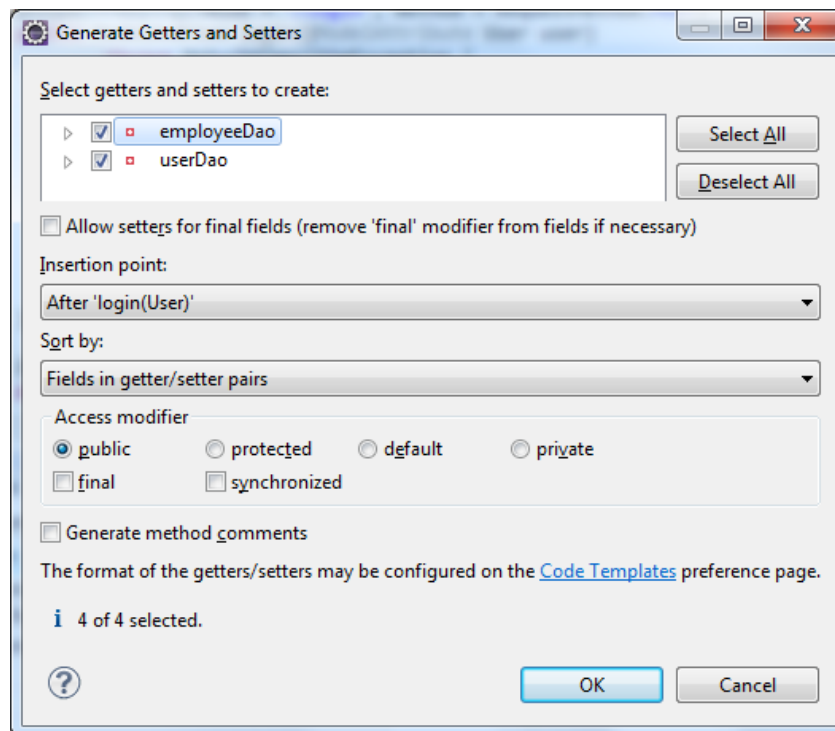 Generate Getters and Setters
Select getters and setters to create:
employeeDao
userDao
Select All
Deselect All
Allow setters for final fields (remove 'final' modifier from fields if necessary)
Insertion point:
After 'login(User)'
Sort by:
Fields in getter/setter pairs
Access modifier
public protected default private
final synchronized
Generate method comments
The format of the getters/setters may be configured on the Code Templates preference page.
i 4 of 4 selected.
? OK Cancel